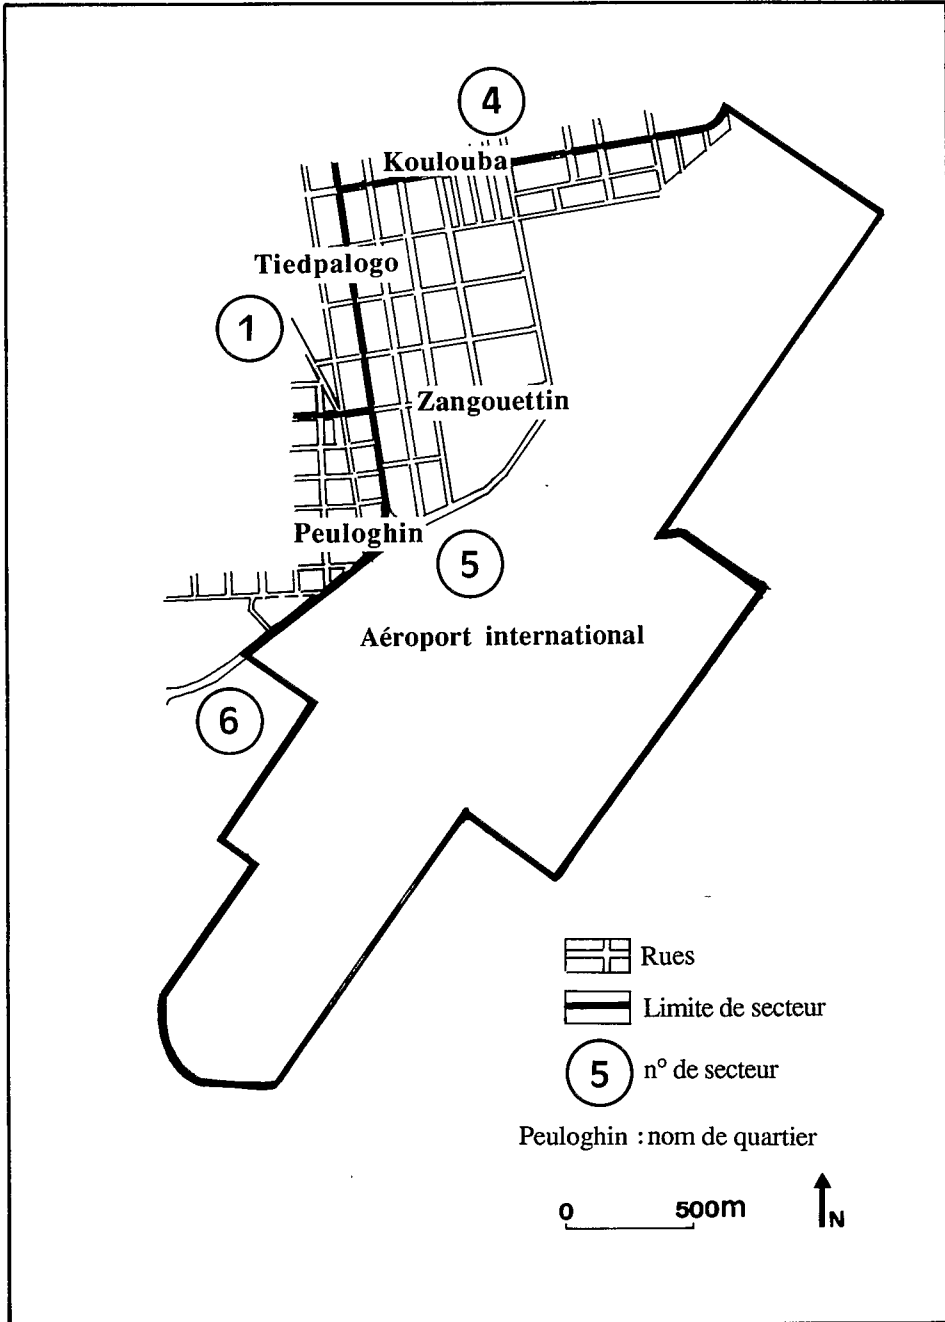 4
Koulouba
Tiedpalogo
1
Zangouettin
Peuloghin
5
Aéroport international
6
Rues
Limite de secteur
5 n° de secteur
Peuloghin : nom de quartier
0 500m
N